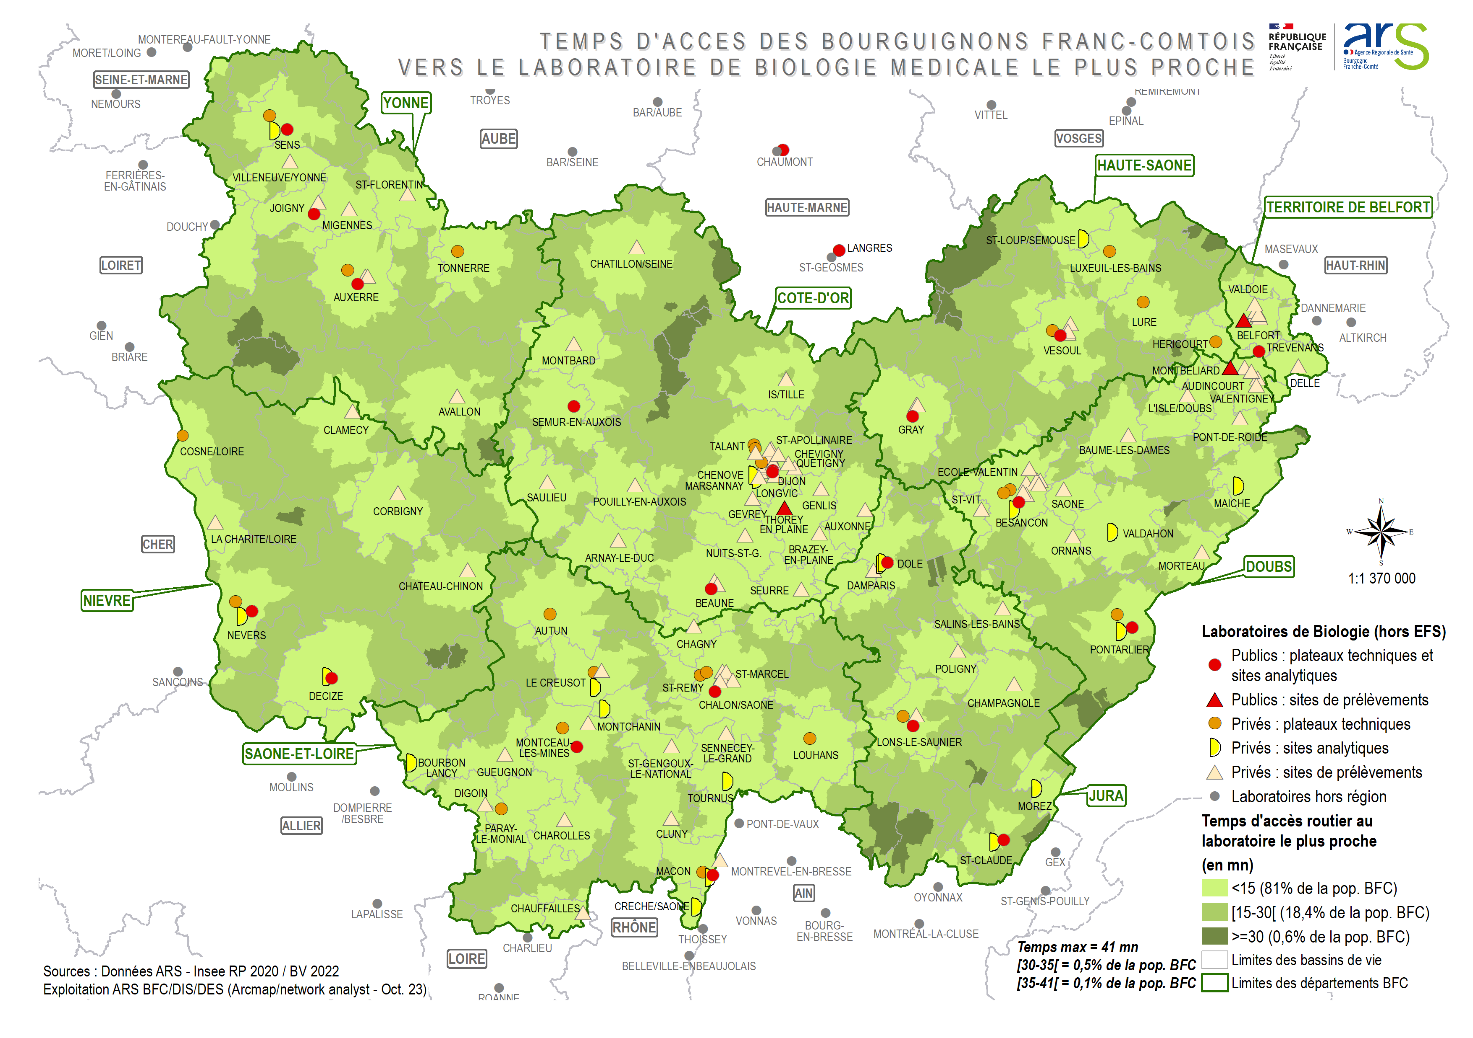 TEMPS D'ACCES DES BOURGUIGNONS FRANC-COMTOIS
VERS LE LABORATOIRE DE BIOLOGIE MEDICALE LE PLUS PROCHE
RÉPUBLIQUE
FRANÇAISE
Liberté
Égalité
Fraternité
ars
Agence Régionale de Santé
Bourgogne
Franche-Comté
MONTEREAU-FAULT-YONNE
MORET/LOING
SEINE-ET-MARNE
NEMOURS
YONNE
TROYES
BAR/AUBE
AUBE
BAR/SEINE
CHAUMONT
VITTEL
REMIREMONT
EPINAL
VOSGES
HAUTE-SAONE
FERRIÈRES-
EN-GÂTINAIS
SENS
VILLENEUVE/YONNE
ST-FLORENTIN
JOIGNY
MIGENNES
DOUCHY
HAUTE-MARNE
TERRITOIRE DE BELFORT
LANGRES
ST-GEOSMES
ST-LOUP/SEMOUSE
LUXEUIL-LES-BAINS
MASEVAUX
HAUT-RHIN
LOIRET
TONNERRE
CHATILLON/SEINE
AUXERRE
COTE-D'OR
VALDOIE
DANNEMARIE
ALTKIRCH
LURE
BELFORT
TREVENANS
GIEN
BRIARE
VESOUL
HERICOURT
MONTBELIARD
DELLE
AUDINCOURT
VALENTIGNEY
MONTBARD
IS/TILLE
L'ISLE/DOUBS
AVALLON
CLAMECY
SEMUR-EN-AUXOIS
GRAY
PONT-DE-ROIDE
COSNE/LOIRE
TALANT
ST-APOLLINAIRE
CHEVIGNY
QUETIGNY
BAUME-LES-DAMES
CHENOVE
MARSANNAY
DIJON
LONGVIC
ECOLE-VALENTIN
SAULIEU
POUILLY-EN-AUXOIS
GEVREY
GENLIS
THOREY
EN PLAINE
AUXONNE
ST-VIT
SAONE
BESANCON
MAICHE
CORBIGNY
VALDAHON
LA CHARITE/LOIRE
CHER
ARNAY-LE-DUC
NUITS-ST-G.
BRAZEY-
EN-PLAINE
ORNANS
MORTEAU
DOLE
DAMPARIS
DOUBS
W
N
E
S
1:1 370 000
CHATEAU-CHINON
NIEVRE
BEAUNE
SEURRE
NEVERS
AUTUN
SALINS-LES-BAINS
CHAGNY
PONTARLIER
POLIGNY
SANCOINS
DECIZE
LE CREUSOT
ST-REMY
ST-MARCEL
CHALON/SAONE
CHAMPAGNOLE
MONTCHANIN
MONTCEAU-
LES-MINES
SENNECEY-
LE-GRAND
LONS-LE-SAUNIER
SAONE-ET-LOIRE
BOURBON
LANCY
GUEUGNON
ST-GENGOUX-
LE-NATIONAL
LOUHANS
MOULINS
DIGOIN
TOURNUS
MOREZ
JURA
DOMPIERRE
/BESBRE
ALLIER
PARAY-
LE-MONIAL
CHAROLLES
CLUNY
PONT-DE-VAUX
ST-CLAUDE
GEX
MACON
MONTREVEL-EN-BRESSE
AIN
OYONNAX
ST-GENIS-POUILLY
LAPALISSE
CHAUFFAILLES
CRECHE/SAONE
VONNAS
BOURG-
EN-BRESSE
MONTRÉAL-LA-CLUSE
RHÔNE
CHARLIEU
THOISSEY
LOIRE
BELLEVILLE-ENBEAUJOLAIS
ROANNE
Laboratoires de Biologie (hors EFS)
Publics : plateaux techniques et
sites analytiques
Publics : sites de prélèvements
Privés : plateaux techniques
Privés : sites analytiques
Privés : sites de prélèvements
Laboratoires hors région
Temps d'accès routier au
laboratoire le plus proche
(en mn)
<15 (81% de la pop. BFC)
[15-30[ (18,4% de la pop. BFC)
>=30 (0,6% de la pop. BFC)
Limites des bassins de vie
Limites des départements BFC
Temps max = 41 mn
[30-35[ = 0,5% de la pop. BFC
[35-41[ = 0,1% de la pop. BFC
Sources : Données ARS - Insee RP 2020 / BV 2022
Exploitation ARS BFC/DIS/DES (Arcmap/network analyst - Oct. 23)